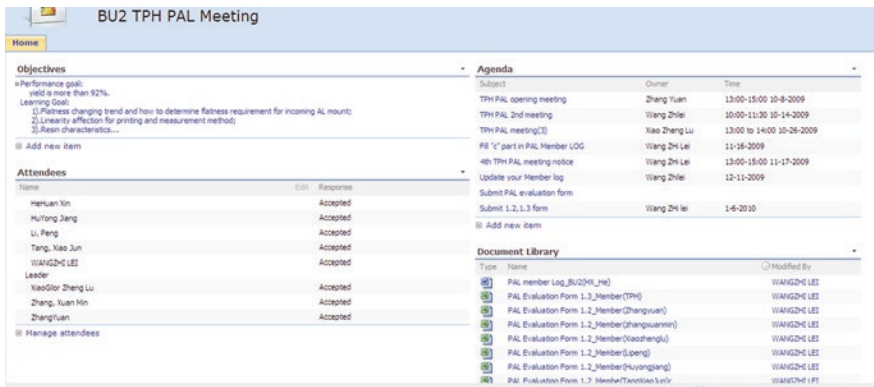 BU2 TPH PAL Meeting
Home
Objectives
Performance goal:
yield is more than 92%.
Learning Goal:
1).Flatness changing trend and how to determine flatness requirement for incoming AL mount;
2).Linearity affection for printing and measurement method;
3).Resin characteristics...
Add new item
Attendees
Name Edit Response
HeHuan Xin Accepted
HuYong Jiang Accepted
Li, Peng Accepted
Tang, Xiao Jun Accepted
WANGZHI LEI Accepted
Leader
XiaoGlor Zheng Lu Accepted
Zhang, Xuan Min Accepted
ZhangYuan Accepted
Manage attendees
Agenda
Subject Owner Time
TPH PAL opening meeting Zhang Yuan 13:00-15:00 10-8-2009
TPH PAL 2nd meeting Wang Zhilei 10:00-11:30 10-14-2009
TPH PAL meeting(3) Xiao Zheng Lu 13:00 to 14:00 10-26-2009
Fill "c" part in PAL Member LOG Wang ZHi Lei 11-16-2009
4th TPH PAL meeting notice Wang ZHi Lei 13:00-15:00 11-17-2009
Update your Member log Wang Zhilei 12-11-2009
Submit PAL evaluation form
Submit 1.2,1.3 form Wang ZHi lei 1-6-2010
Add new item
Document Library
Type Name Modified By
PAL member Log_BU2(HX_He) WANGZHI LEI
PAL Evaluation Form 1.3_Member(TPH) WANGZHI LEI
PAL Evaluation Form 1.2_Member(Zhangyuan) WANGZHI LEI
PAL Evaluation Form 1.2_Member(zhangxuanmin) WANGZHI LEI
PAL Evaluation Form 1.2_Member(Xiaozhenglu) WANGZHI LEI
PAL Evaluation Form 1.2_Member(Lipeng) WANGZHI LEI
PAL Evaluation Form 1.2_Member(Huyongjiang) WANGZHI LEI
PAL Evaluation Form 1.2 WANGZHI LEI